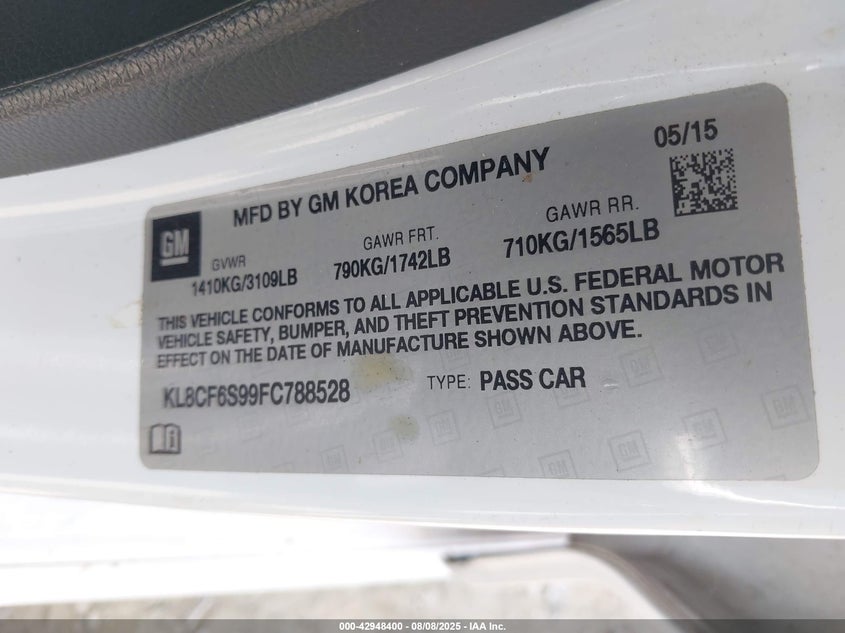 05/15
MFD BY GM KOREA COMPANY
GM
GVWR
1410KG/3109LB
GAWR FRT.
790KG/1742LB
GAWR RR.
710KG/1565LB
THIS VEHICLE CONFORMS TO ALL APPLICABLE U.S. FEDERAL MOTOR
VEHICLE SAFETY, BUMPER, AND THEFT PREVENTION STANDARDS IN
EFFECT ON THE DATE OF MANUFACTURE SHOWN ABOVE.
KL8CF6S99FC788528
TYPE: PASS CAR
000-42948400 - 08/08/2025 - IAA Inc.